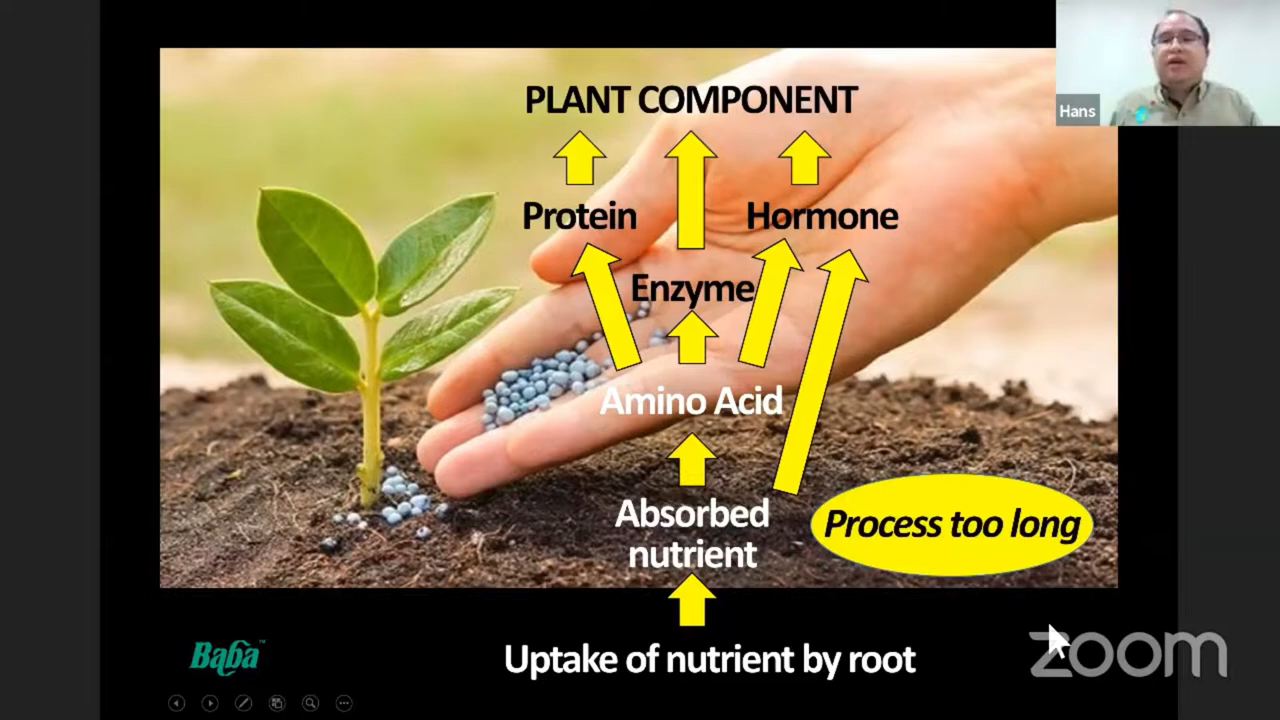 Hans
PLANT COMPONENT
Protein
Hormone
Enzyme
Amino Acid
Absorbed
nutrient
Process too long
Uptake of nutrient by root
Baba™
zoom